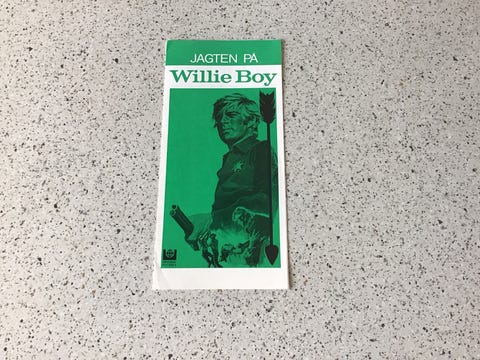 JAGTEN PÅ
Willie Boy